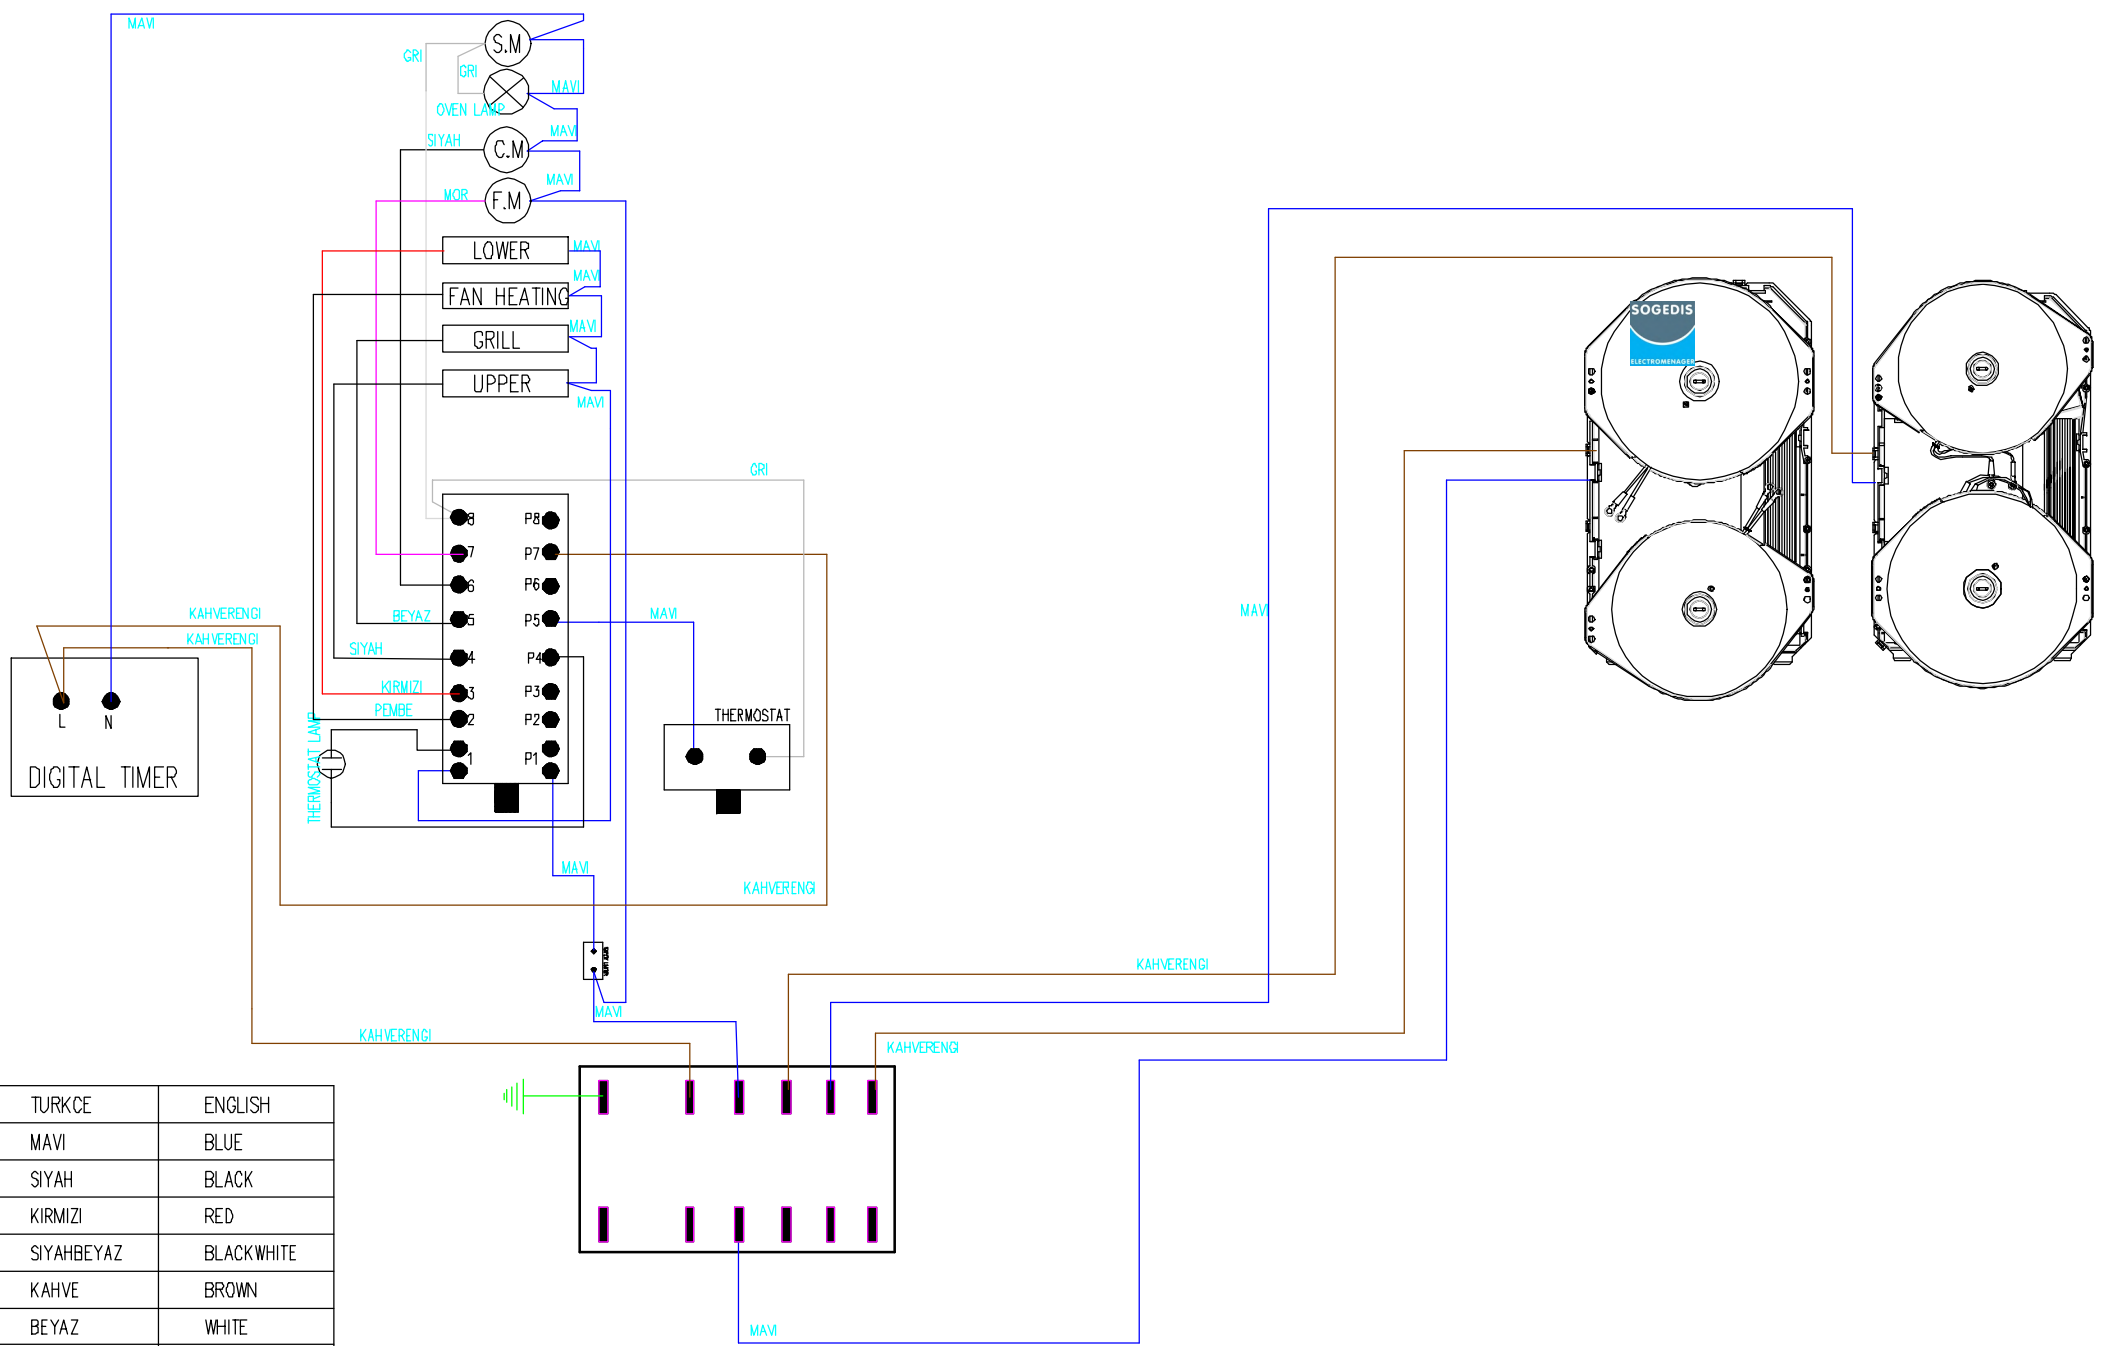 MAVI
S.M
GRI
GRI
MAVI
OVEN LAMP
MAVI
SIYAH
C.M
MAVI
MOR
F.M
LOWER
MAVI
MAVI
FAN HEATING
MAVI
GRILL
UPPER
MAVI
GRI
SOGEDIS
ELECTROMENAGER
8
P8
7
P7
6
P6
BEYAZ
5
P5
MAVI
MAVI
KAHVERENGI
KAHVERENGI
SIYAH
4
P4
KIRMIZI
3
P3
PEMBE
2
P2
THERMOSTAT
L
N
DIGITAL TIMER
THERMOSTAT LAMP
1
P1
MAVI
KAHVERENGI
KAHVERENGI
MAVI
KAHVERENGI
KAHVERENGI
TURKCE ENGLISH
MAVI BLUE
SIYAH BLACK
KIRMIZI RED
SIYAHBEYAZ BLACKWHITE
KAHVE BROWN
BEYAZ WHITE
MAVI